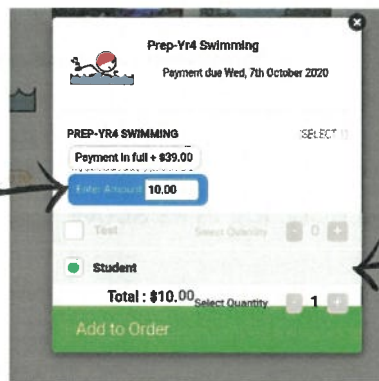 Prep-Yr4 Swimming
Payment due Wed, 7th October 2020
PREP-YR4 SWIMMING
Payment in full + $39.00
Enter Amount 10.00
Test Select Quantity - 0 +
Student
Total : $10.00 Select Quantity - 1 +
Add to Order